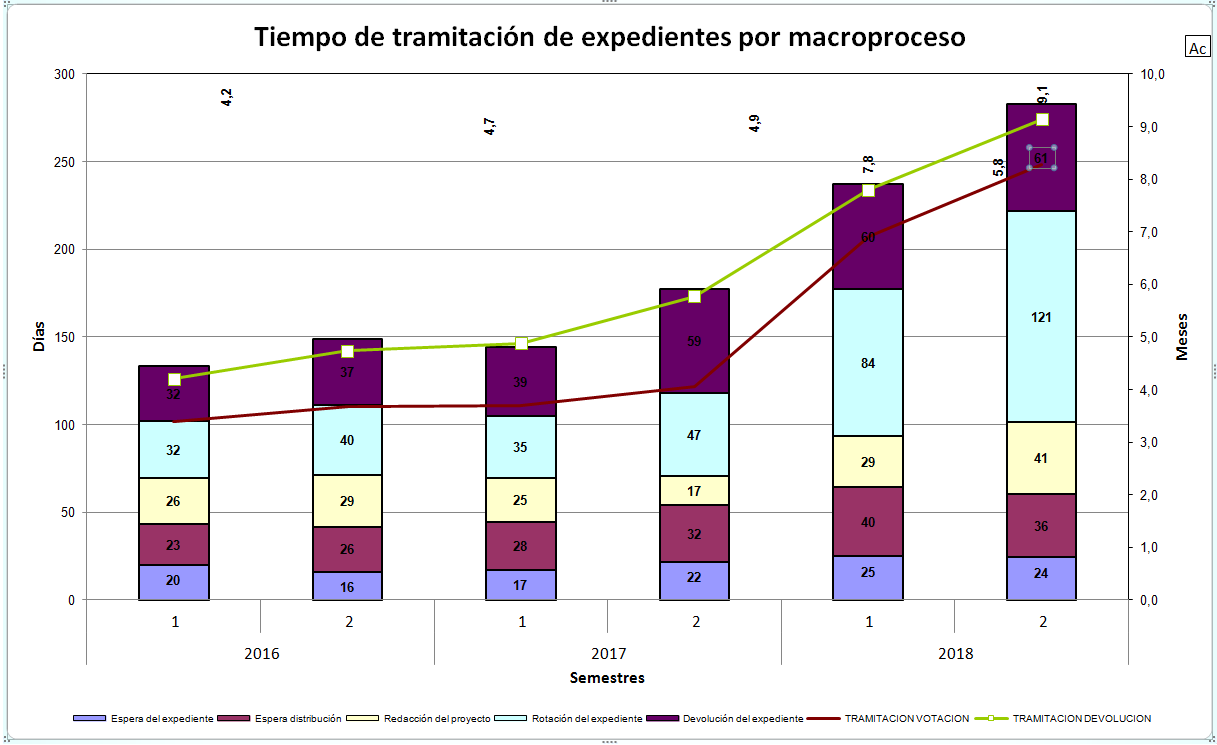 Tiempo de tramitación de expedientes por macroproceso
Ac
300 10,0
4,2 4,7 4,9 9,1
9,0
250
7,8 5,8 61
8,0
60
200 7,0
6,0
Días 150 59 84 121 5,0 Meses
32 37 39
4,0
100
32 40 35 47 3,0
26 29 25 17 29 41
2,0
50
23 26 28 32 40 36
1,0
20 16 17 22 25 24
0 0,0
1 2 1 2 1 2
2016 2017 2018
Semestres
Espera del expediente Espera distribución Redacción del proyecto Rotación del expediente Devolución del expediente TRAMITACION VOTACION TRAMITACION DEVOLUCION